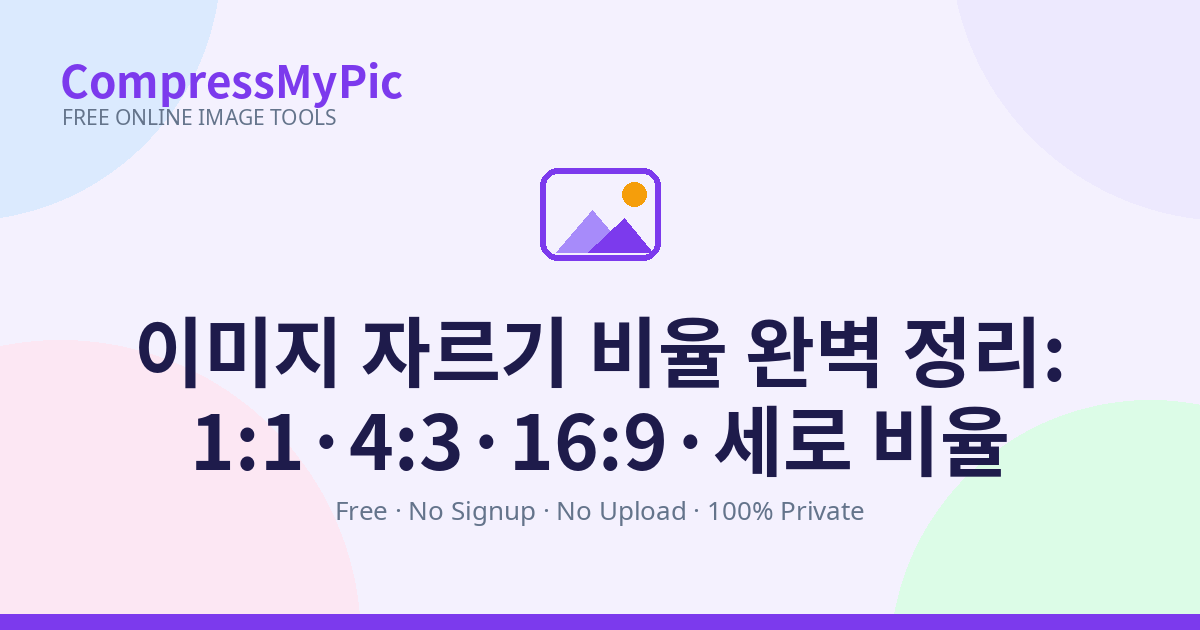 CompressMyPic
FREE ONLINE IMAGE TOOLS
이미지 자르기 비율 완벽 정리:
1:1 · 4:3 · 16:9 · 세로 비율
Free · No Signup · No Upload · 100% Private